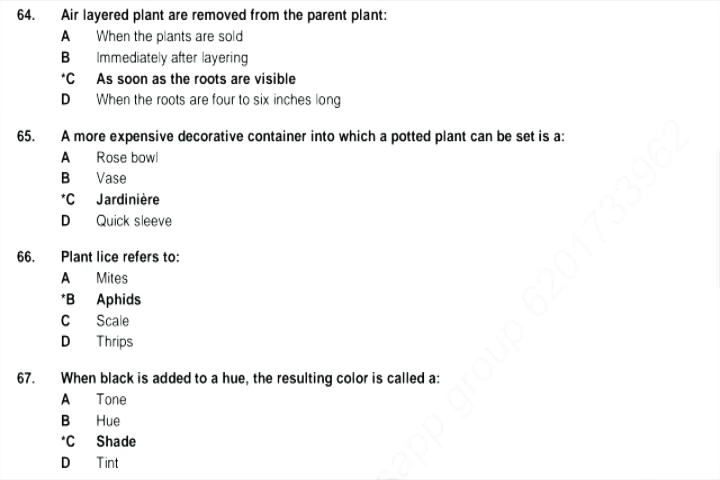 64. Air layered plant are removed from the parent plant:
A When the plants are sold
B Immediately after layering
*C As soon as the roots are visible
D When the roots are four to six inches long
65. A more expensive decorative container into which a potted plant can be set is a:
A Rose bowl
B Vase
*C Jardinière
D Quick sleeve
66. Plant lice refers to:
A Mites
*B Aphids
C Scale
D Thrips
67. When black is added to a hue, the resulting color is called a:
A Tone
B Hue
*C Shade
D Tint
app group 6201733962